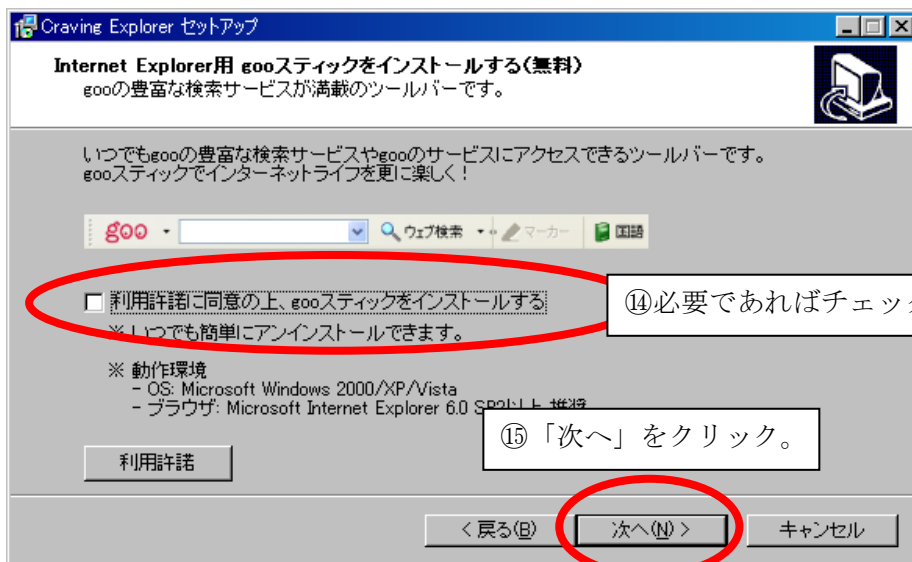 Craving Explorer セットアップ
Internet Explorer用 gooスティックをインストールする(無料)
gooの豊富な検索サービスが満載のツールバーです。
いつでもgooの豊富な検索サービスやgooのサービスにアクセスできるツールバーです。
gooスティックでインターネットライフを更に楽しく!
goo ウェブ検索 マーカー 国語
利用許諾に同意の上、gooスティックをインストールする
⑭必要であればチェック
※ いつでも簡単にアンインストールできます。
※ 動作環境
- OS: Microsoft Windows 2000/XP/Vista
- ブラウザ: Microsoft Internet Explorer 6.0 SP2以上 推奨
⑮「次へ」をクリック。
利用許諾
< 戻る(B) 次へ(N) > キャンセル